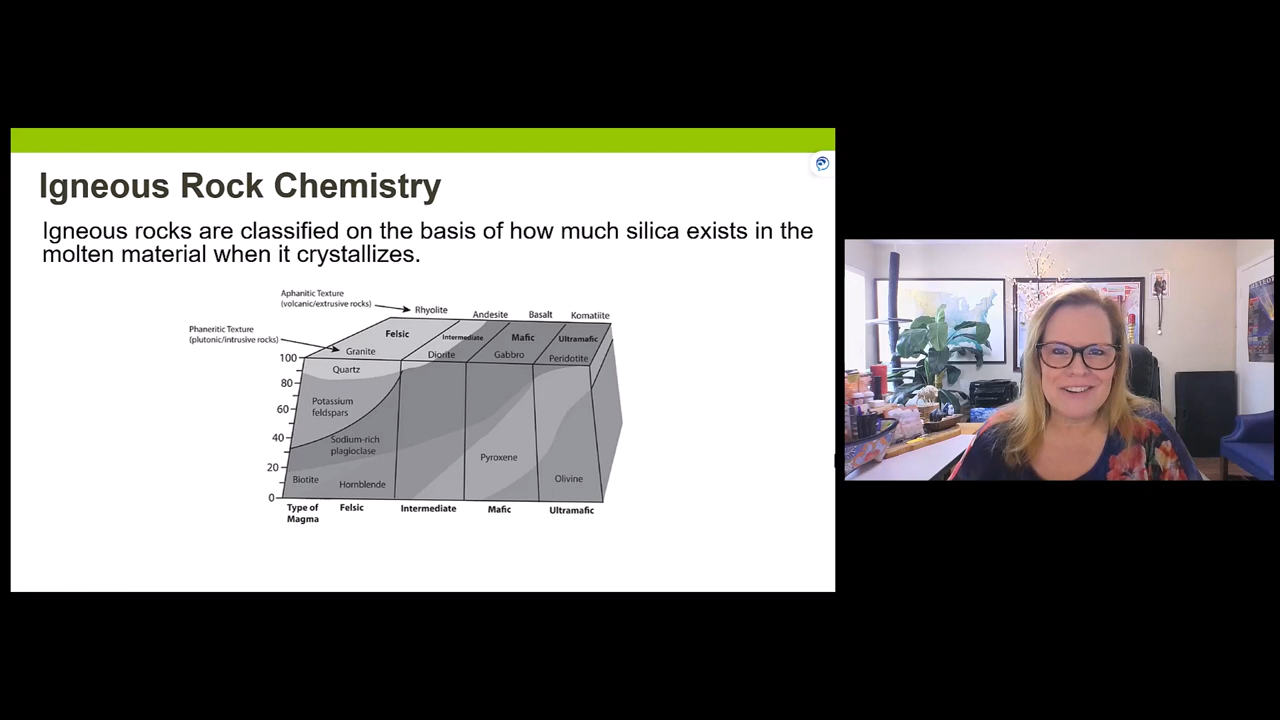 Igneous Rock Chemistry
Igneous rocks are classified on the basis of how much silica exists in the
molten material when it crystallizes.
Aphanitic Texture
(volcanic/extrusive rocks)
Rhyolite
Andesite
Basalt
Komatiite
Phaneritic Texture
(plutonic/intrusive rocks)
Felsic
Intermediate
Mafic
Ultramafic
Granite
Diorite
Gabbro
Peridotite
100
Quartz
80
Potassium
feldspars
60
40
Sodium-rich
plagioclase
20
Pyroxene
Biotite
Hornblende
Olivine
0
Type of
Magma
Felsic
Intermediate
Mafic
Ultramafic